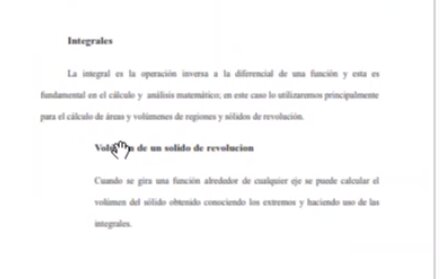 Integrales
La integral es la operación inversa a la diferencial de una función y esta es
fundamental en el cálculo y análisis matemático; en este caso lo utilizaremos principalmente
para el cálculo de áreas y volúmenes de regiones y sólidos de revolución.
de un solido de revolucion
Cuando se gira una función alrededor de cualquier eje se puede calcular el
volúmen del sólido obtenido conociendo los extremos y haciendo uso de las
integrales.